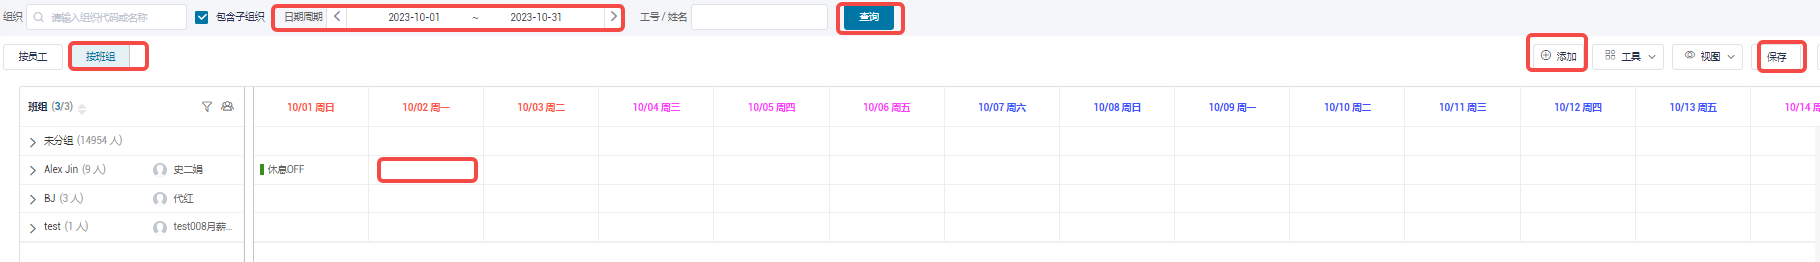 组织 请输入组织代码或名称 包含子组织 日期周期 2023-10-01 ~ 2023-10-31 工号 / 姓名 查询
按员工 按班组 添加 工具 视图 保存
班组 (3/3) 10/01 周日 10/02 周一 10/03 周二 10/04 周三 10/05 周四 10/06 周五 10/07 周六 10/08 周日 10/09 周一 10/10 周二 10/11 周三 10/12 周四 10/13 周五 10/14
未分组 (14954 人)
Alex Jin (9 人) 史二娟 休息OFF
BJ (3 人) 代红
test (1 人) test008月薪...